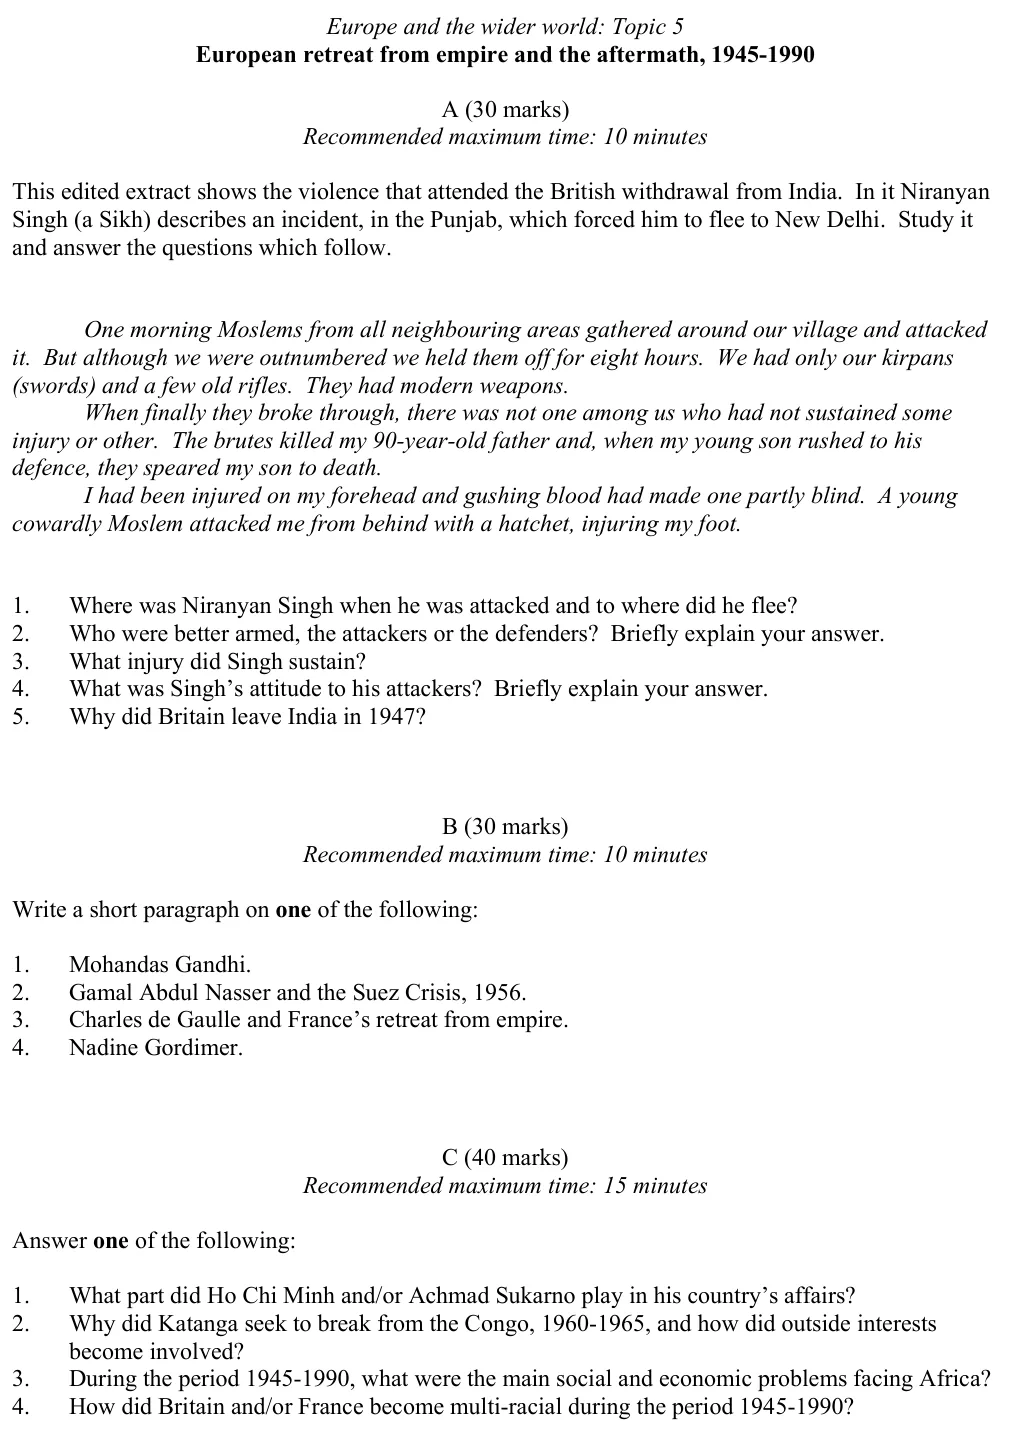 Europe and the wider world: Topic 5
European retreat from empire and the aftermath, 1945-1990
A (30 marks)
Recommended maximum time: 10 minutes
This edited extract shows the violence that attended the British withdrawal from India. In it Niranyan
Singh (a Sikh) describes an incident, in the Punjab, which forced him to flee to New Delhi. Study it
and answer the questions which follow.
One morning Moslems from all neighbouring areas gathered around our village and attacked
it. But although we were outnumbered we held them off for eight hours. We had only our kirpans
(swords) and a few old rifles. They had modern weapons.
When finally they broke through, there was not one among us who had not sustained some
injury or other. The brutes killed my 90-year-old father and, when my young son rushed to his
defence, they speared my son to death.
I had been injured on my forehead and gushing blood had made one partly blind. A young
cowardly Moslem attacked me from behind with a hatchet, injuring my foot.
1. Where was Niranyan Singh when he was attacked and to where did he flee?
2. Who were better armed, the attackers or the defenders? Briefly explain your answer.
3. What injury did Singh sustain?
4. What was Singh's attitude to his attackers? Briefly explain your answer.
5. Why did Britain leave India in 1947?
B (30 marks)
Recommended maximum time: 10 minutes
Write a short paragraph on one of the following:
1. Mohandas Gandhi.
2. Gamal Abdul Nasser and the Suez Crisis, 1956.
3. Charles de Gaulle and France's retreat from empire.
4. Nadine Gordimer.
C (40 marks)
Recommended maximum time: 15 minutes
Answer one of the following:
1. What part did Ho Chi Minh and/or Achmad Sukarno play in his country's affairs?
2. Why did Katanga seek to break from the Congo, 1960-1965, and how did outside interests
become involved?
3. During the period 1945-1990, what were the main social and economic problems facing Africa?
4. How did Britain and/or France become multi-racial during the period 1945-1990?